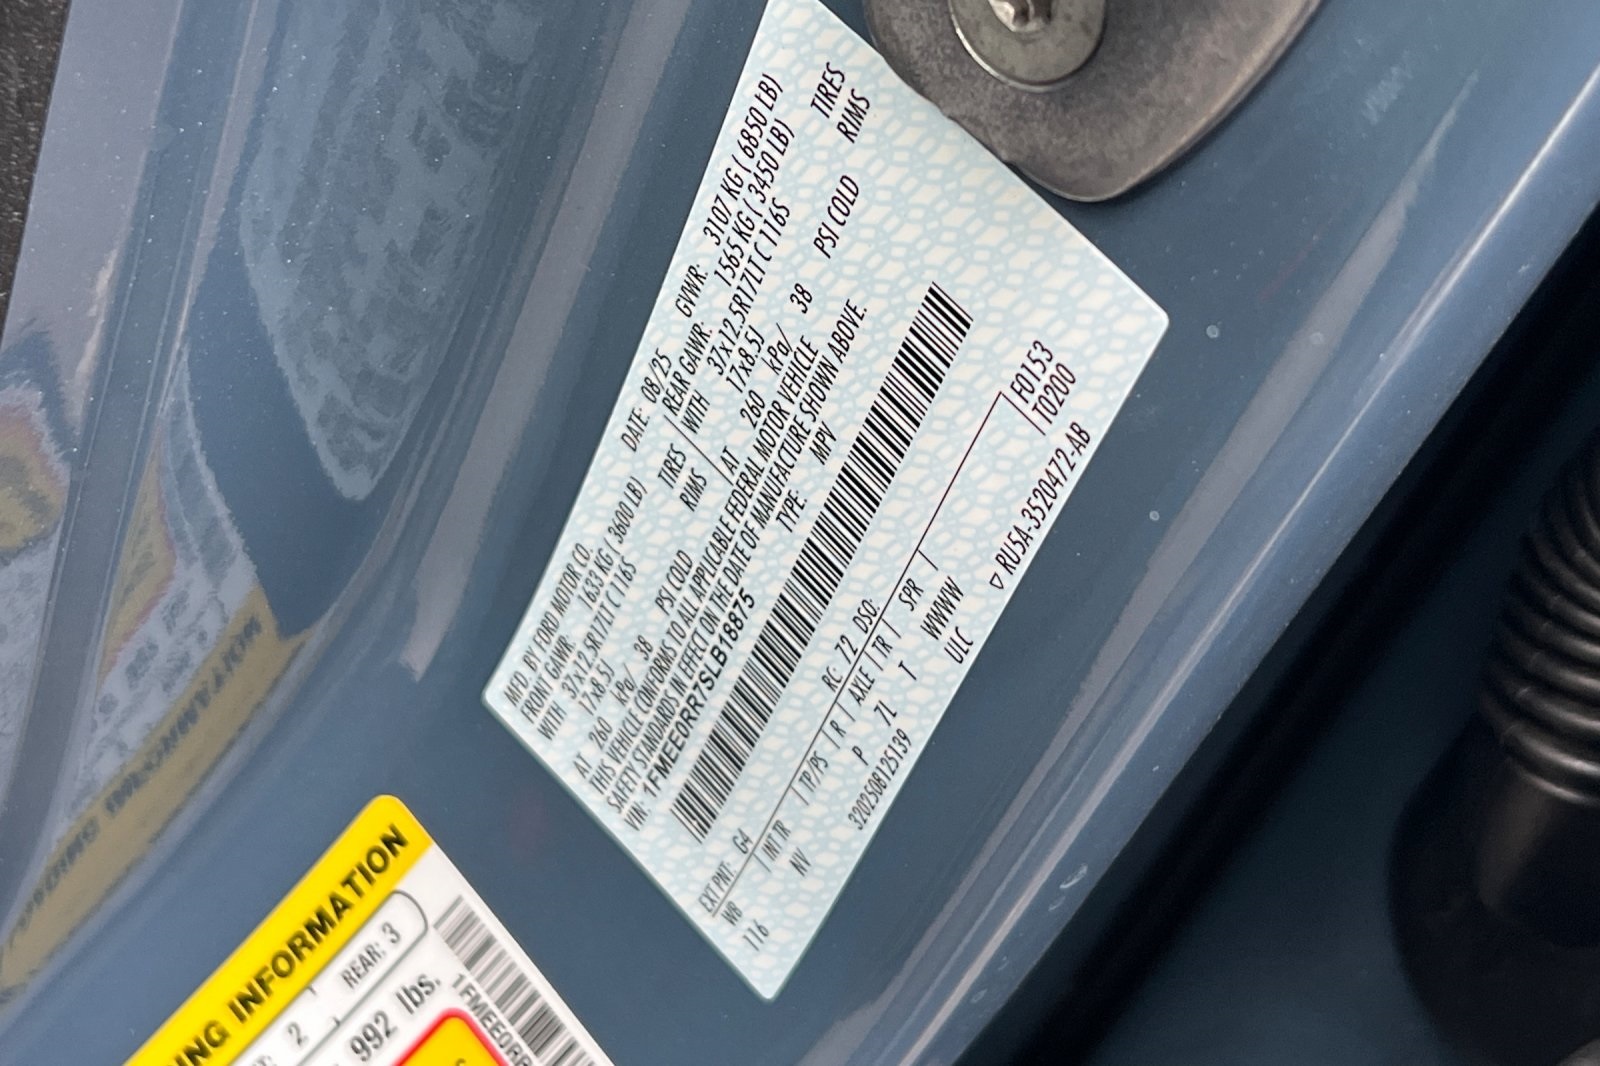 MFD. BY FORD MOTOR CO. DATE: 08/25 GVWR: 3107 KG ( 6850 LB)
FRONT GAWR: 1633 KG ( 3600 LB) REAR GAWR: 1565 KG ( 3450 LB)
WITH 37x12.5R17LT C 116S TIRES WITH 37x12.5R17LT C 116S TIRES
17x8.5J RIMS 17x8.5J RIMS
AT 260 kPa/ 38 PSI COLD AT 260 kPa/ 38 PSI COLD
THIS VEHICLE CONFORMS TO ALL APPLICABLE FEDERAL MOTOR VEHICLE
SAFETY STANDARDS IN EFFECT ON THE DATE OF MANUFACTURE SHOWN ABOVE.
VIN: 1FMEE0RR7SLB18875 TYPE: MPV
EXT PNT: G4 RC: 72 DSO: F0153
WB INT TR TP/PS R AXLE TR SPR T0200
116 NV P 7L T WWWW
ULC
3202508125139 ▽ RU5A-3520472-AB
ING INFORMATION
2 REAR: 3
992 lbs.